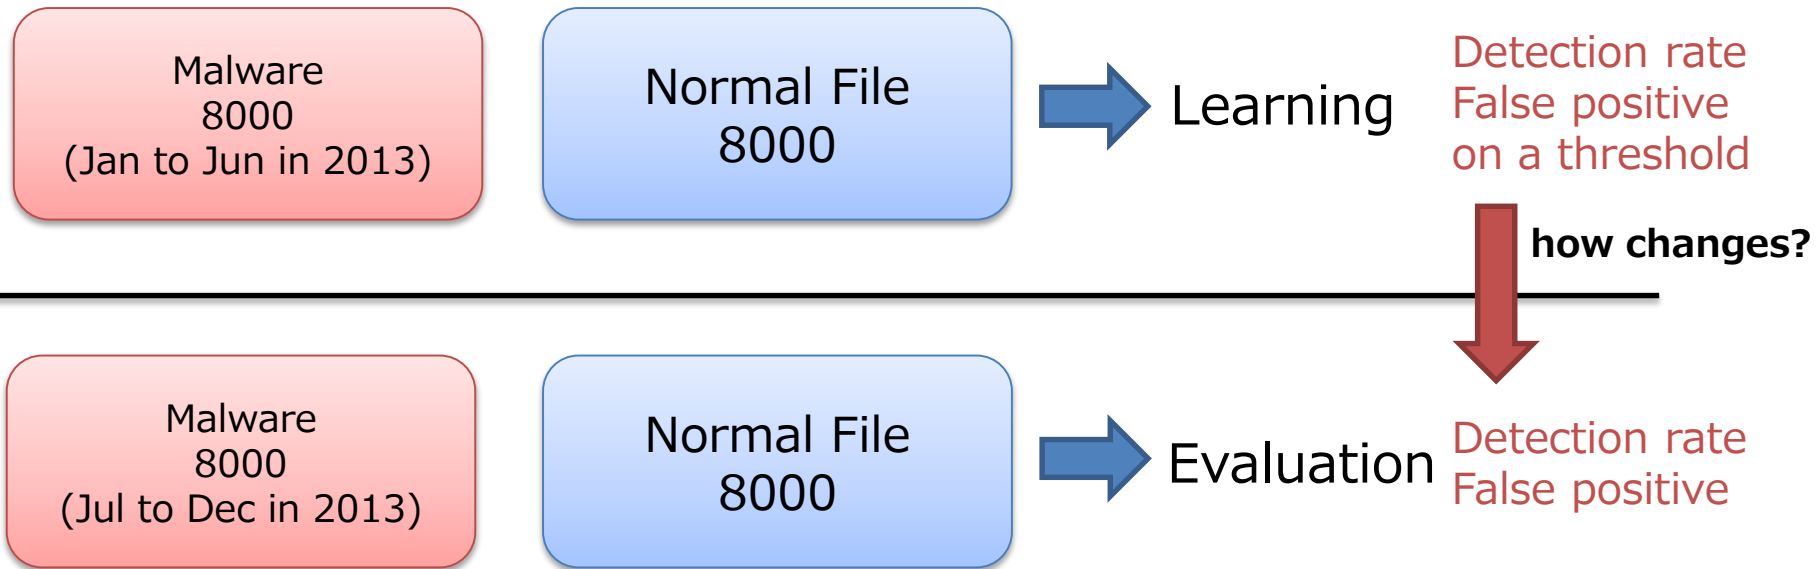 Malware
8000
(Jan to Jun in 2013)
Normal File
8000
Learning
Detection rate
False positive
on a threshold
how changes?
Malware
8000
(Jul to Dec in 2013)
Normal File
8000
Evaluation
Detection rate
False positive